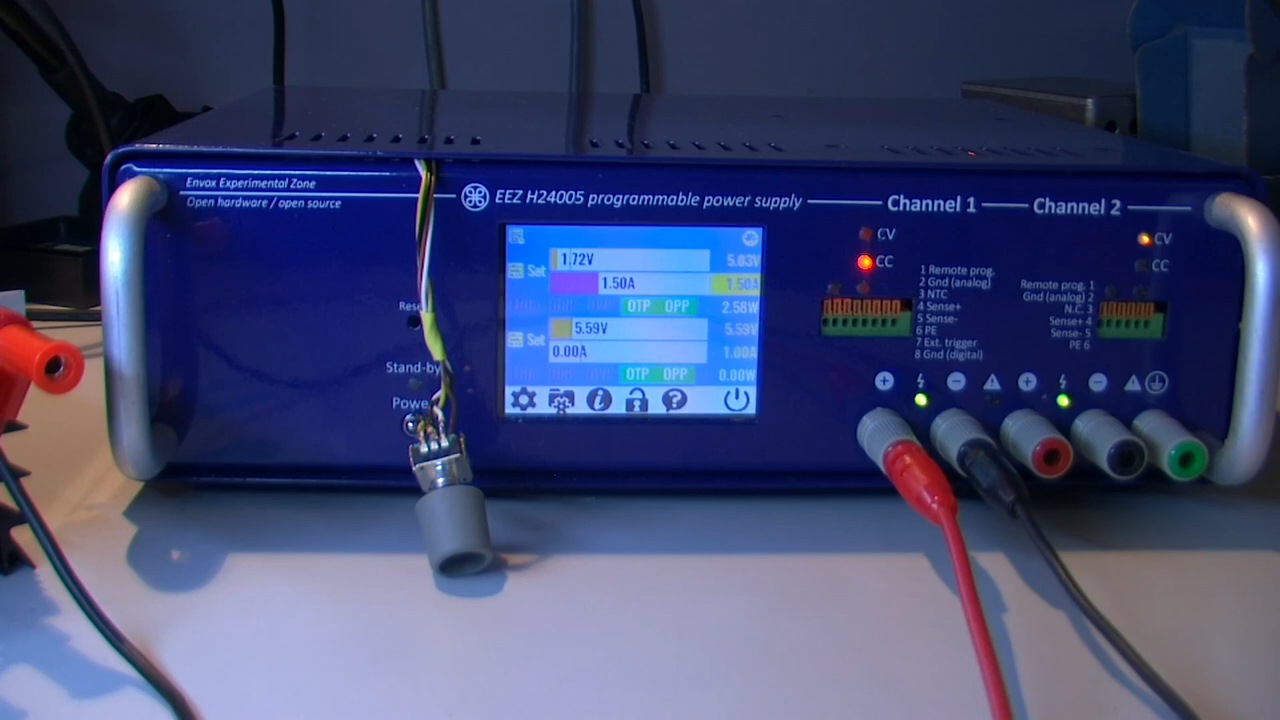 Envox Experimental Zone
Open hardware / open source
EEZ H24005 programmable power supply
Channel 1
Channel 2
CV
CC
CV
CC
1 Remote prog.
2 Gnd (analog)
3 NTC
4 Sense+
5 Sense-
6 PE
7 Ext. trigger
8 Gnd (digital)
Remote prog. 1
Gnd (analog) 2
N.C. 3
Sense+ 4
Sense- 5
PE 6
Stand-by
1.72V
5.03V
Set
1.50A
1.50A
OTP OPP
2.58W
5.59V
5.59V
Set
0.00A
1.00A
OTP OPP
0.00W